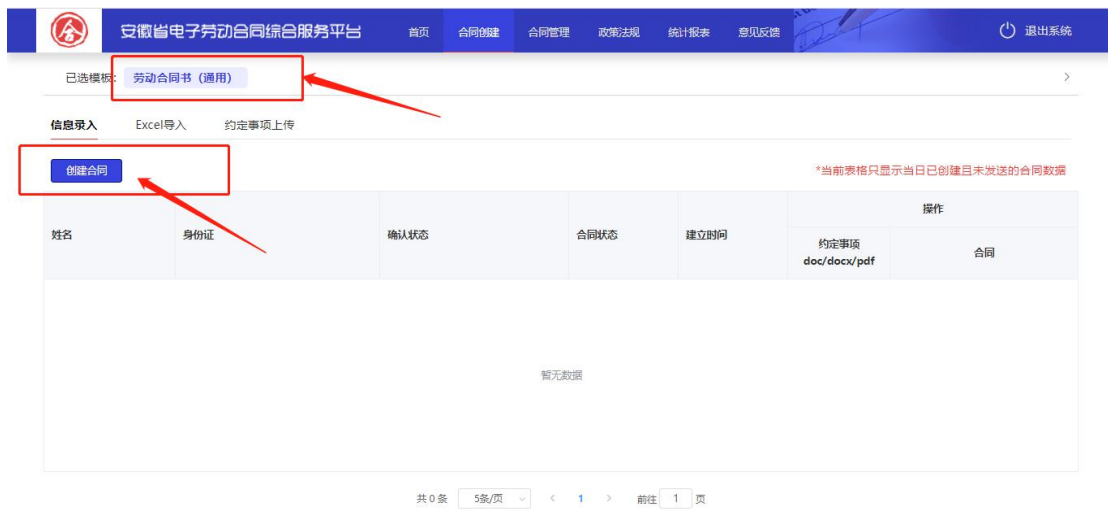 安徽省电子劳动合同综合服务平台 首页 合同创建 合同管理 政策法规 统计报表 意见反馈 退出系统
已选模板: 劳动合同书（通用）
信息录入 Excel导入 约定事项上传
创建合同 *当前表格只显示当日已创建且未发送的合同数据
姓名 身份证 确认状态 合同状态 建立时间 操作
约定事项 合同
doc/docx/pdf
暂无数据
共 0 条 5条/页 1 前往 1 页